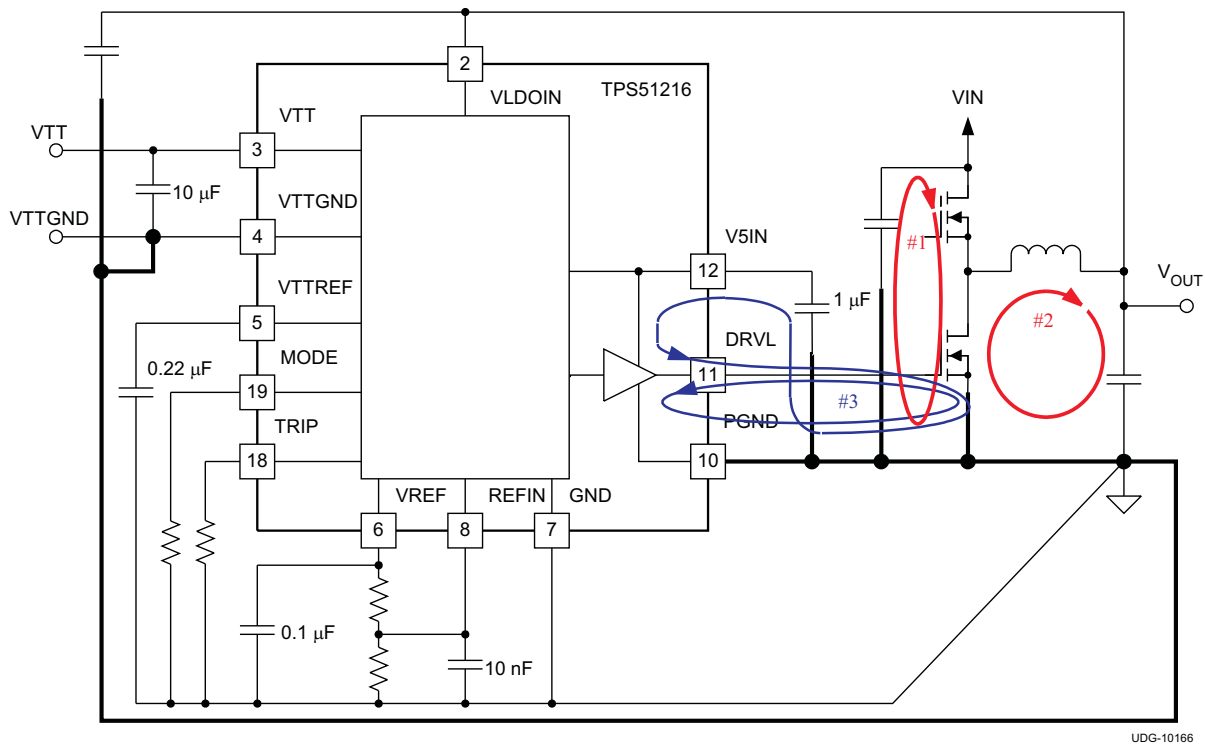 2
TPS51216
VLDOIN
VIN
VTT
VTT
3
10 µF
VTTGND
VTTGND
4
#1
V5IN
12
VOUT
VTTREF
5
1 µF
#2
DRVL
MODE
11
0.22 µF
19
#3
TRIP
PGND
18
10
VREF
REFIN
GND
6
8
7
0.1 µF
10 nF
UDG-10166